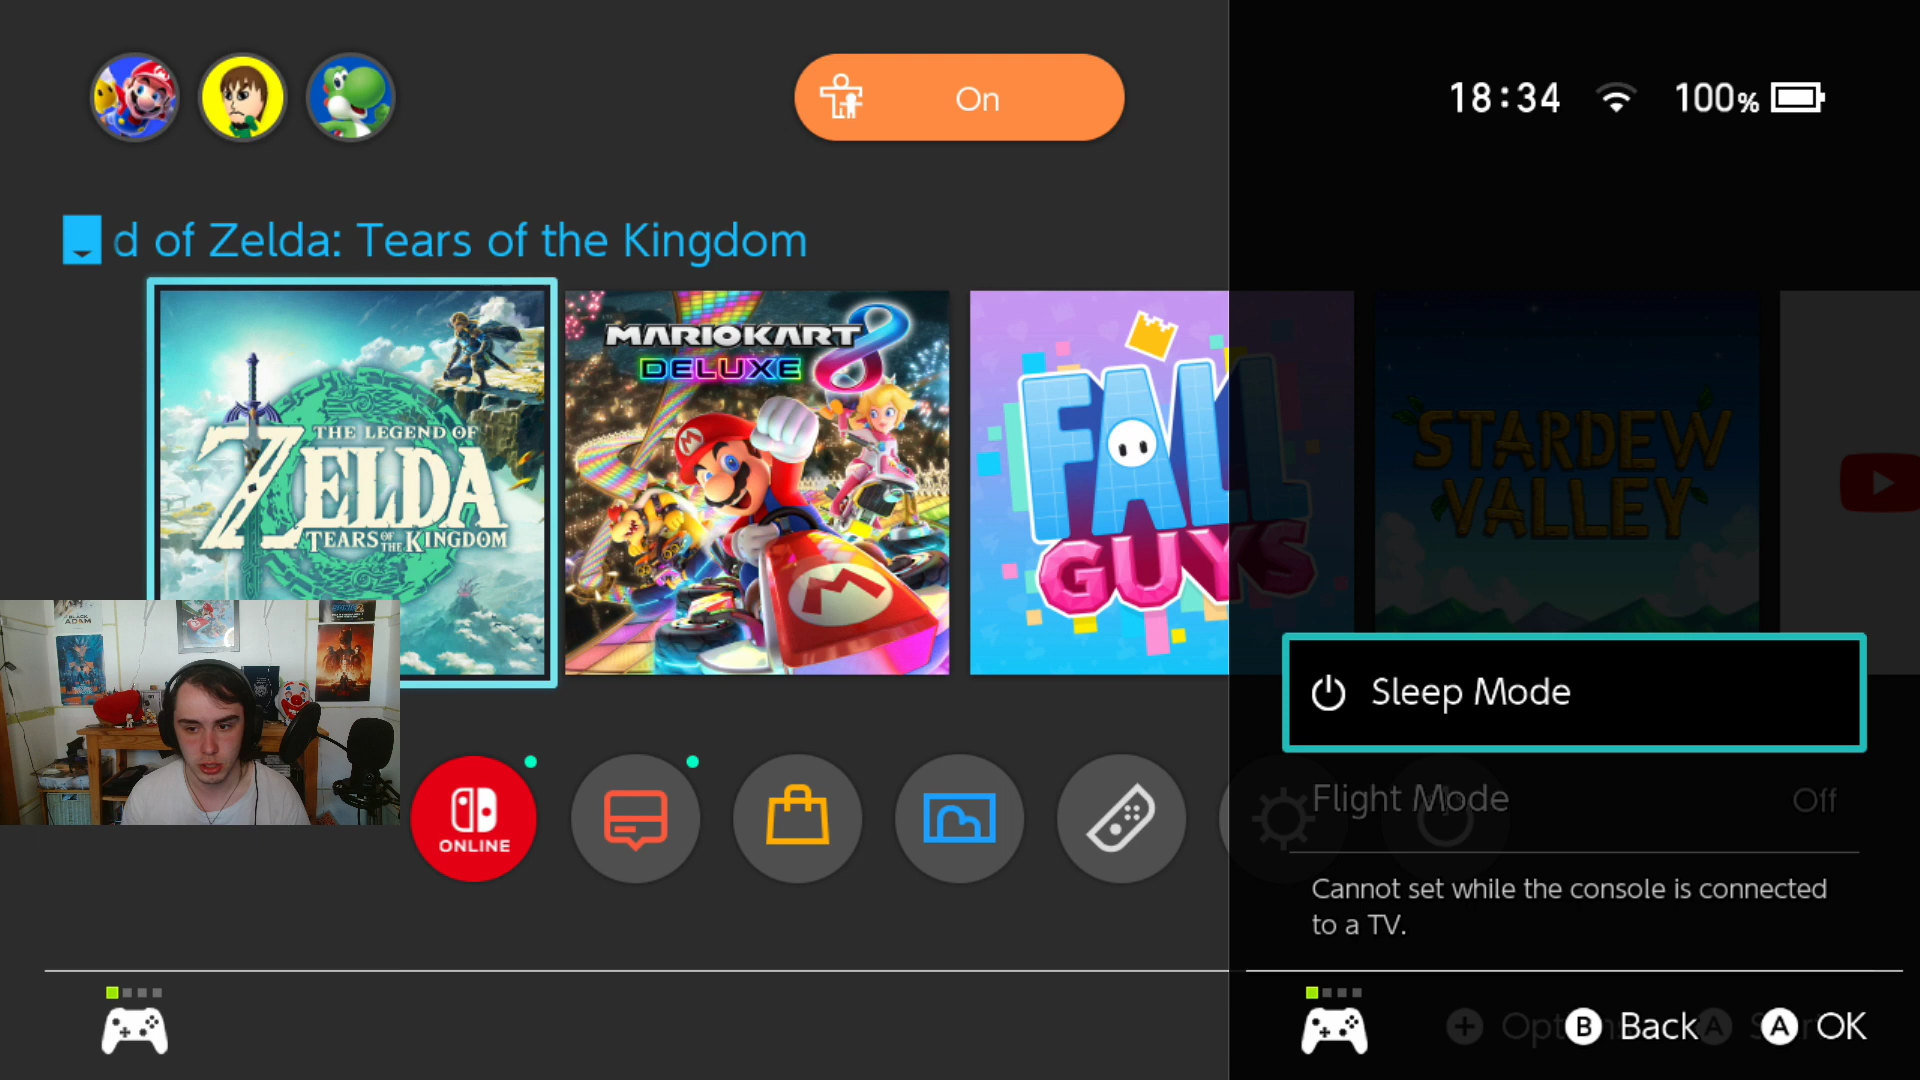 On
18:34
100%
d of Zelda: Tears of the Kingdom
THE LEGEND OF
ZELDA
TEARS OF THE KINGDOM
MARIOKART 8
DELUXE
FALL
GUYS
STARDEW
VALLEY
BLACK
ADAM
Sleep Mode
Flight Mode Off
Cannot set while the console is connected
to a TV.
ONLINE
B Back A OK